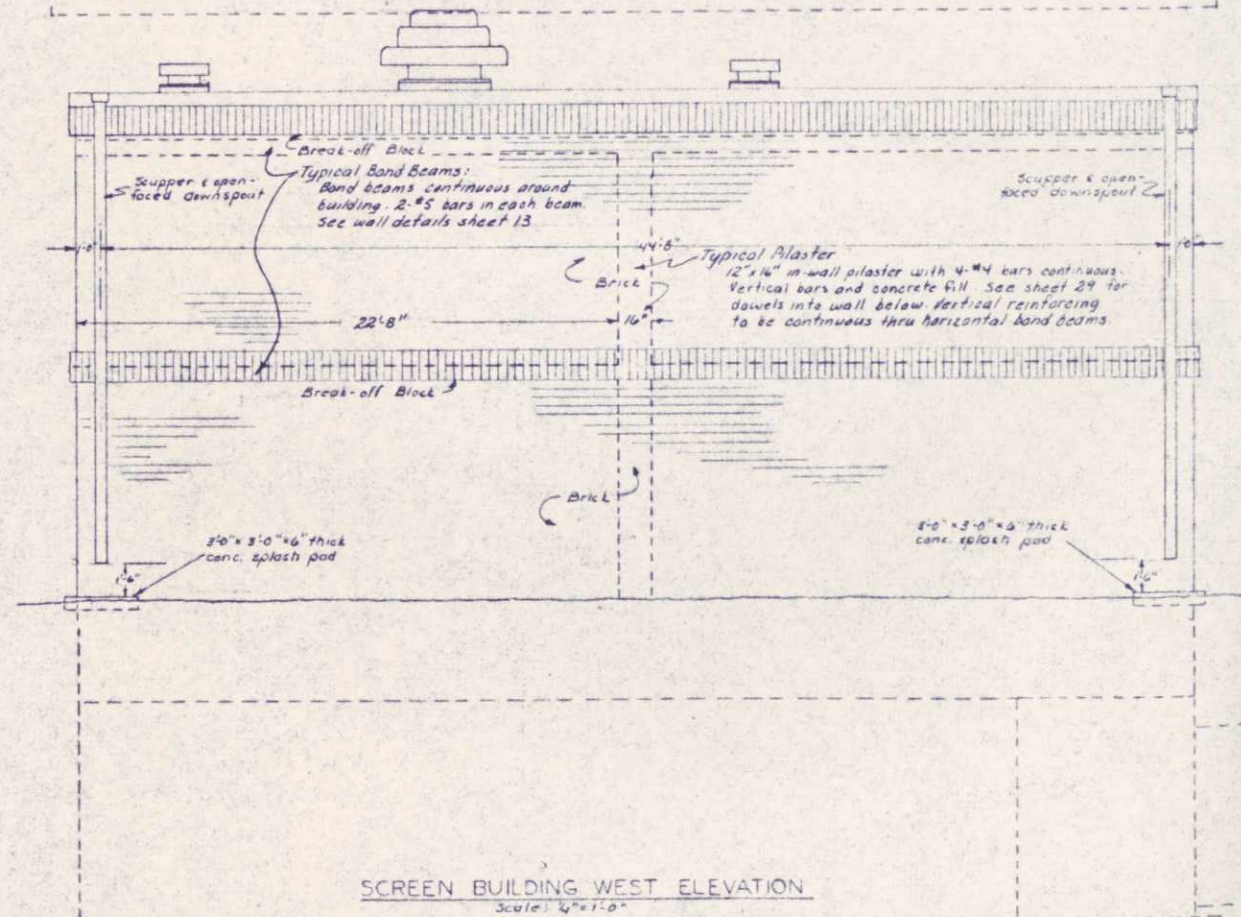 Break-off Block
Typical Bond Beams:
Bond beams continuous around
building. 2-#5 bars in each beam.
See wall details sheet 13
Scupper & open-
faced downspout
Scupper & open-
faced downspout
1'-0"
44'-8"
1'-0"
Typical Pilaster
12"x16" in-wall pilaster with 4-#4 bars continuous.
Vertical bars and concrete fill. See sheet 29 for
dowels into wall below. Vertical reinforcing
to be continuous thru horizontal bond beams.
Brick
22'-8"
16"
Break-off Block
Brick
3'-0" x 3'-0" x 6" thick
conc. splash pad
3'-0" x 3'-0" x 6" thick
conc. splash pad
1'-6"
1'-6"
SCREEN BUILDING WEST ELEVATION
Scale: 1/4" = 1'-0"